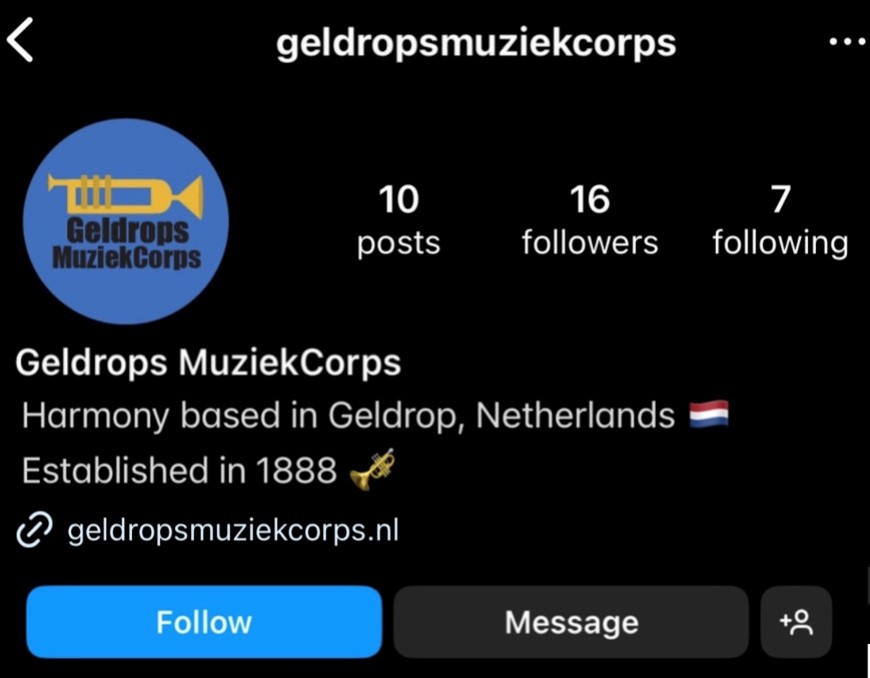 geldropsmuziekcorps
Geldrops
MuziekCorps
10 16 7
posts followers following
Geldrops MuziekCorps
Harmony based in Geldrop, Netherlands 🇳🇱
Established in 1888 🎺
geldropsmuziekcorps.nl
Follow Message